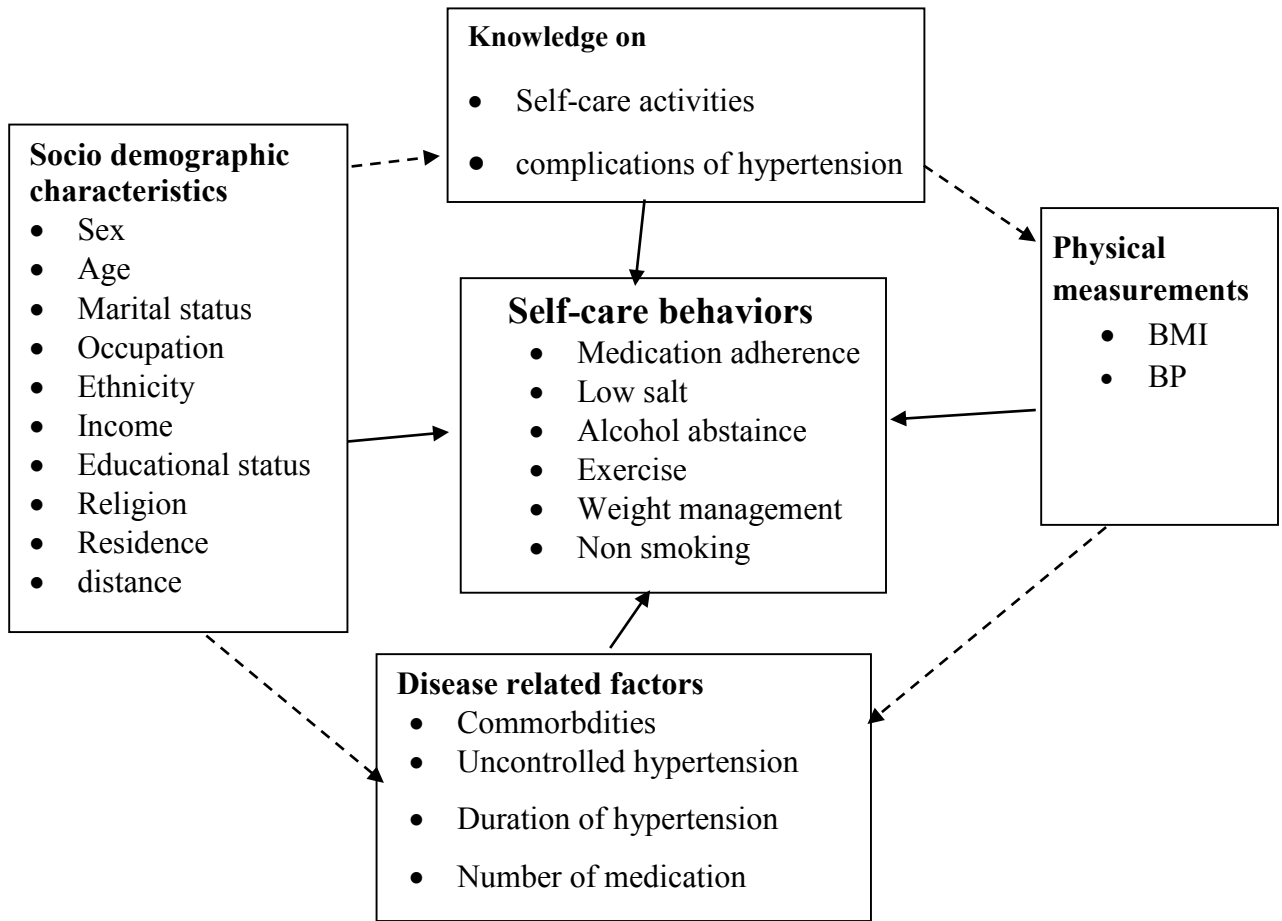 Knowledge on
• Self-care activities
• complications of hypertension
Socio demographic
characteristics
• Sex
• Age
• Marital status
• Occupation
• Ethnicity
• Income
• Educational status
• Religion
• Residence
• distance
Self-care behaviors
• Medication adherence
• Low salt
• Alcohol abstaince
• Exercise
• Weight management
• Non smoking
Physical
measurements
• BMI
• BP
Disease related factors
• Commorbdities
• Uncontrolled hypertension
• Duration of hypertension
• Number of medication